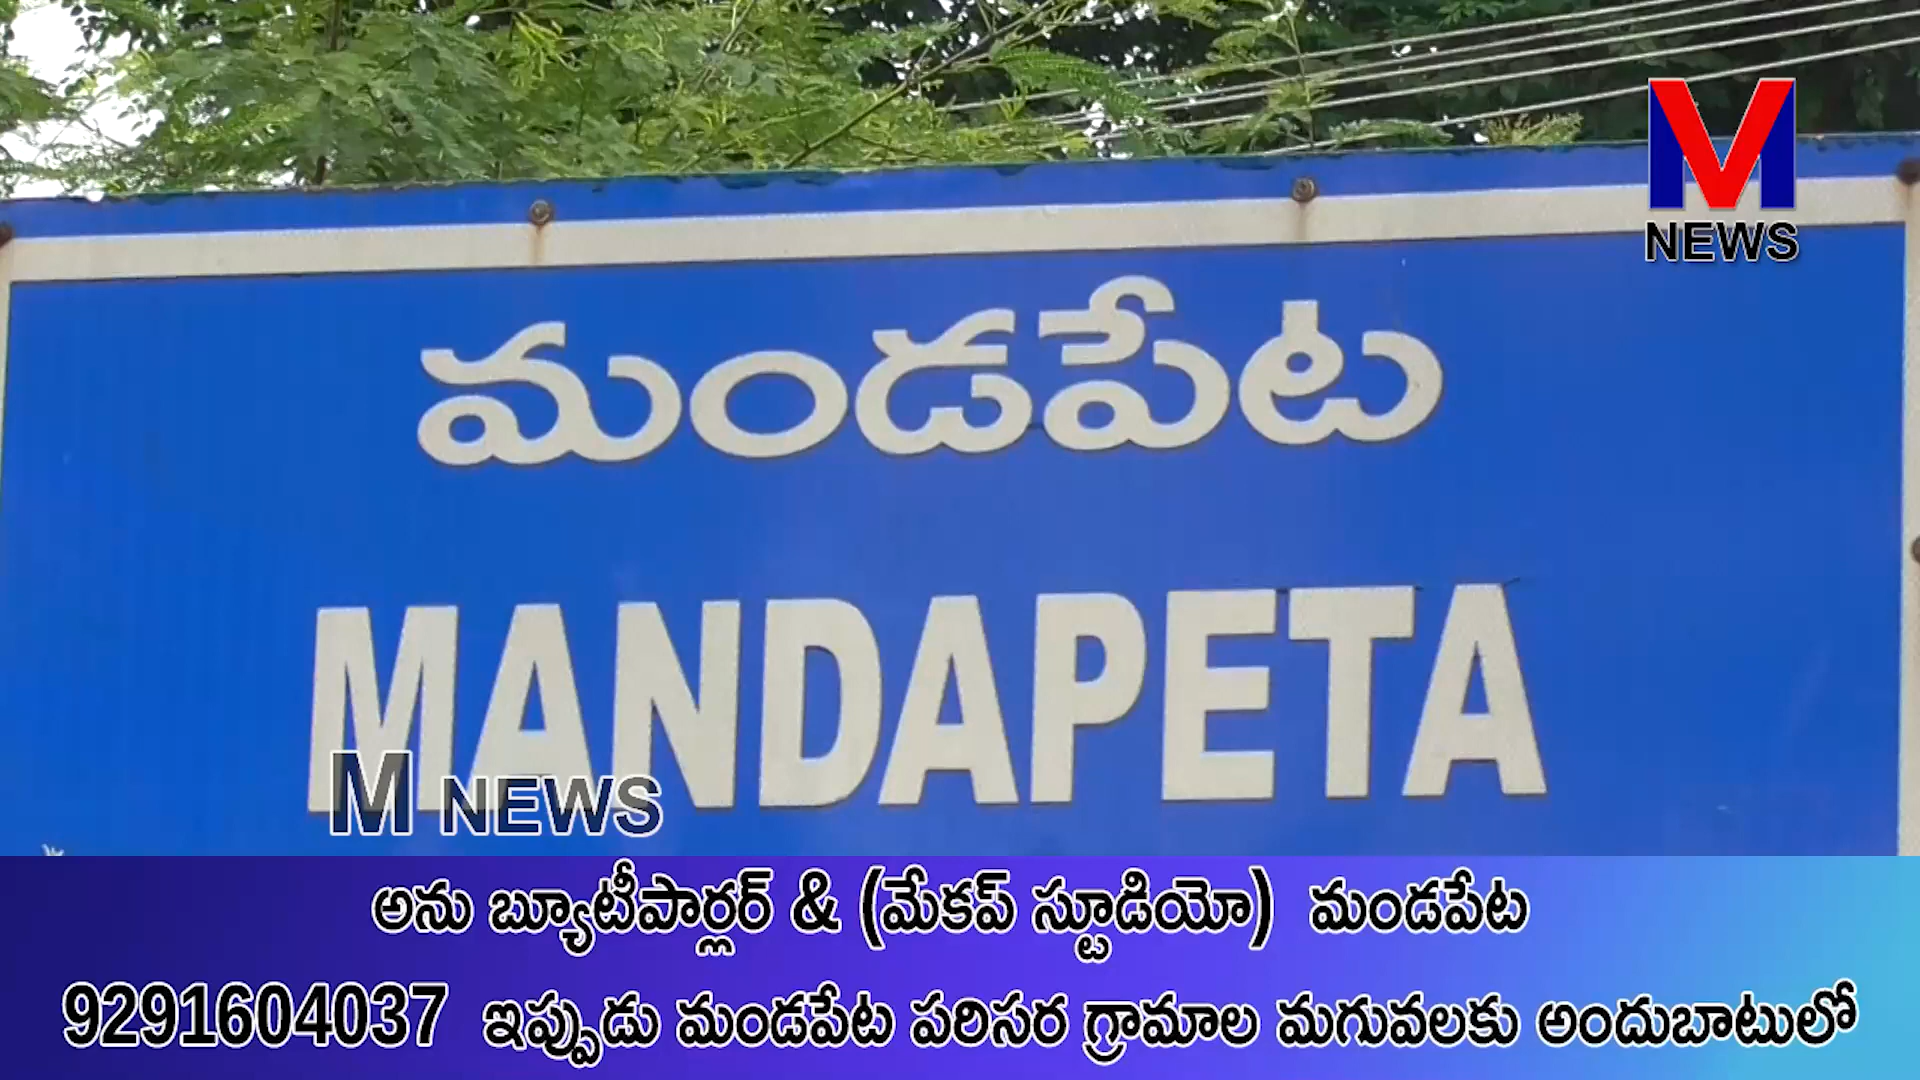 M
NEWS
మండపేట
MANDAPETA
M NEWS
అను బ్యూటీపార్లర్ & (మేకప్ స్టూడియో) మండపేట
9291604037 ఇప్పుడు మండపేట పరిసర గ్రామాల మగువలకు అందుబాటులో